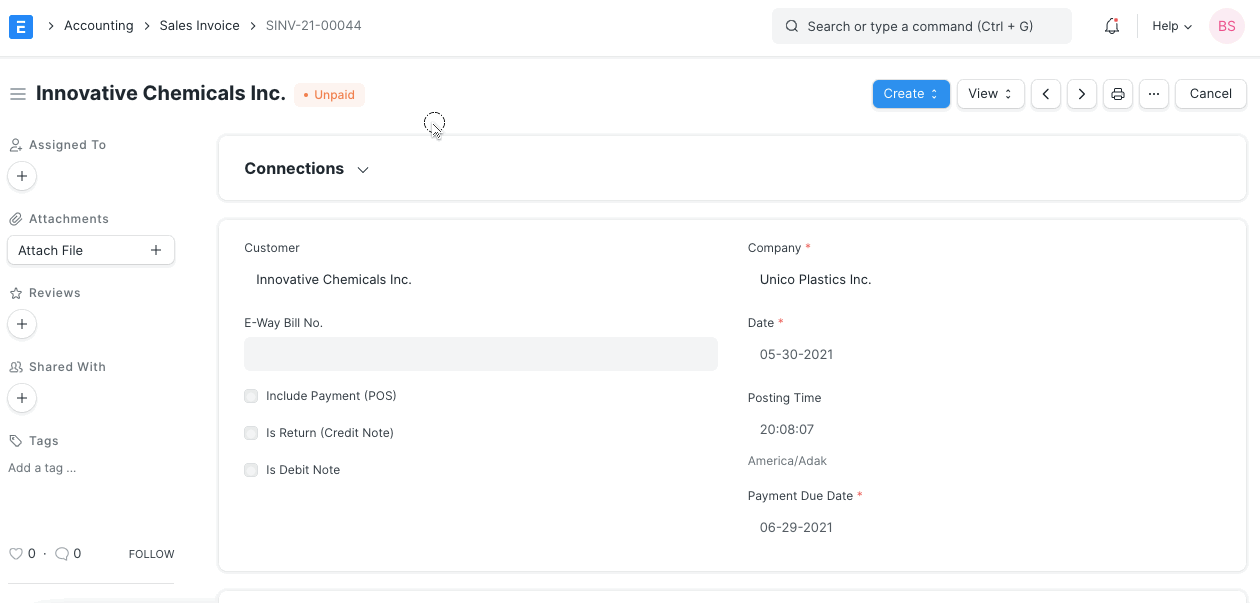 E Accounting Sales Invoice SINV-21-00044 Search or type a command (Ctrl + G) Help BS
Innovative Chemicals Inc. Unpaid Create View ... Cancel
Assigned To
Connections
Attachments
Attach File
Reviews
Shared With
Tags
Add a tag ...
0 · 0 FOLLOW
Customer
Innovative Chemicals Inc.
E-Way Bill No.
Include Payment (POS)
Is Return (Credit Note)
Is Debit Note
Company *
Unico Plastics Inc.
Date *
05-30-2021
Posting Time
20:08:07
America/Adak
Payment Due Date *
06-29-2021